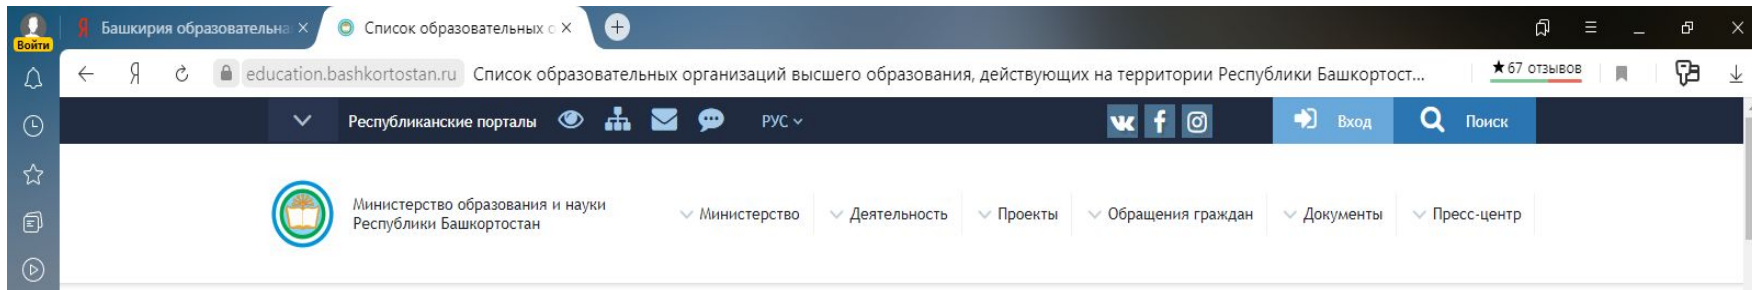 Я Башкирия образовательна
Список образовательных с
Войти
Я education.bashkortostan.ru Список образовательных организаций высшего образования, действующих на территории Республики Башкортост... ★ 67 отзывов
Республиканские порталы РУС Вход Поиск
Министерство образования и науки
Республики Башкортостан
Министерство Деятельность Проекты Обращения граждан Документы Пресс-центр